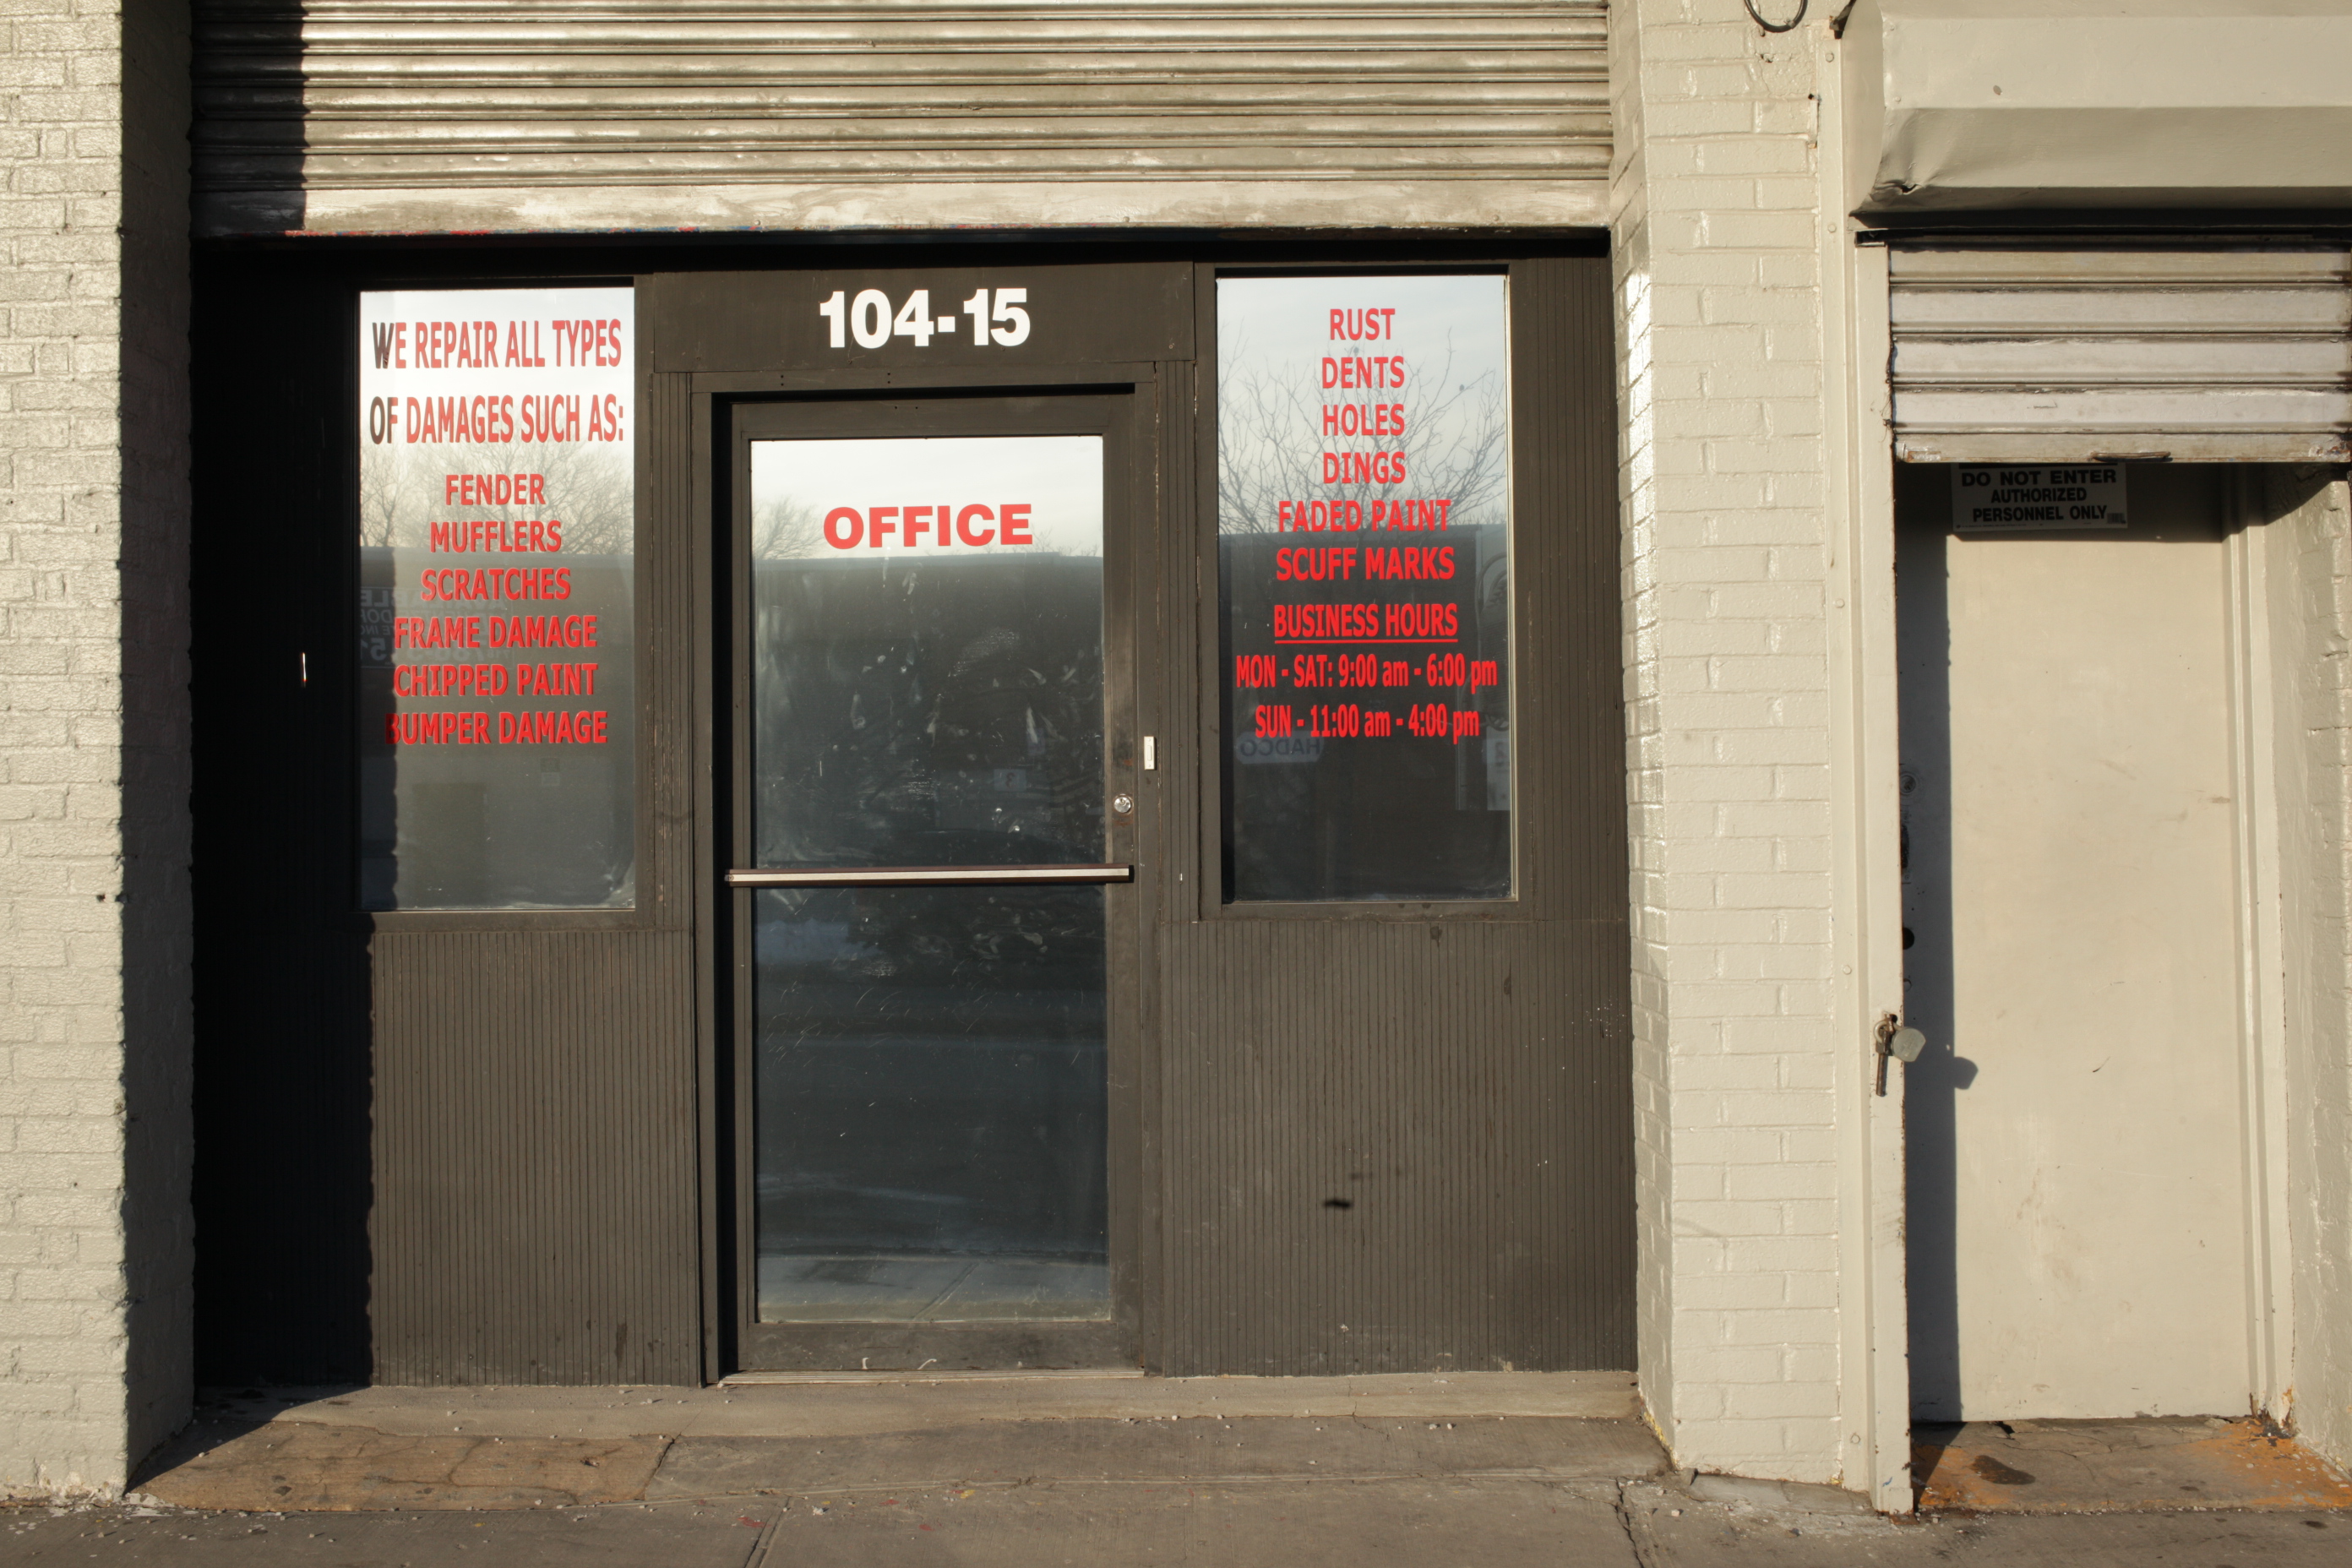 WE REPAIR ALL TYPES
OF DAMAGES SUCH AS:
FENDER
MUFFLERS
SCRATCHES
FRAME DAMAGE
CHIPPED PAINT
BUMPER DAMAGE
104-15
OFFICE
RUST
DENTS
HOLES
DINGS
FADED PAINT
SCUFF MARKS
BUSINESS HOURS
MON - SAT: 9:00 am - 6:00 pm
SUN - 11:00 am - 4:00 pm
RADCO
AVAILABLE
DO NOT ENTER
AUTHORIZED
PERSONNEL ONLY